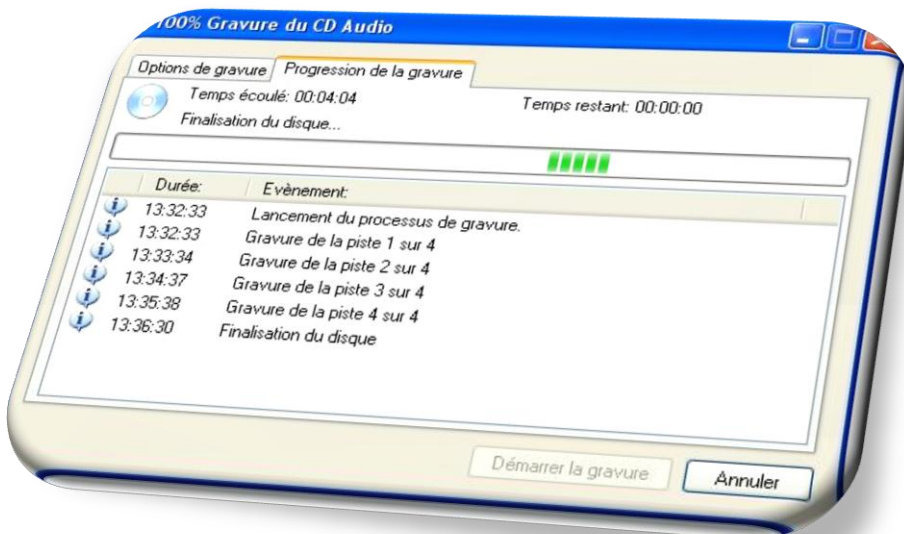 100% Gravure du CD Audio
Options de gravure Progression de la gravure
Temps écoulé: 00:04:04 Temps restant: 00:00:00
Finalisation du disque...
Durée: Evènement:
13:32:33 Lancement du processus de gravure.
13:32:33 Gravure de la piste 1 sur 4
13:33:34 Gravure de la piste 2 sur 4
13:34:37 Gravure de la piste 3 sur 4
13:35:38 Gravure de la piste 4 sur 4
13:36:30 Finalisation du disque
Démarrer la gravure Annuler